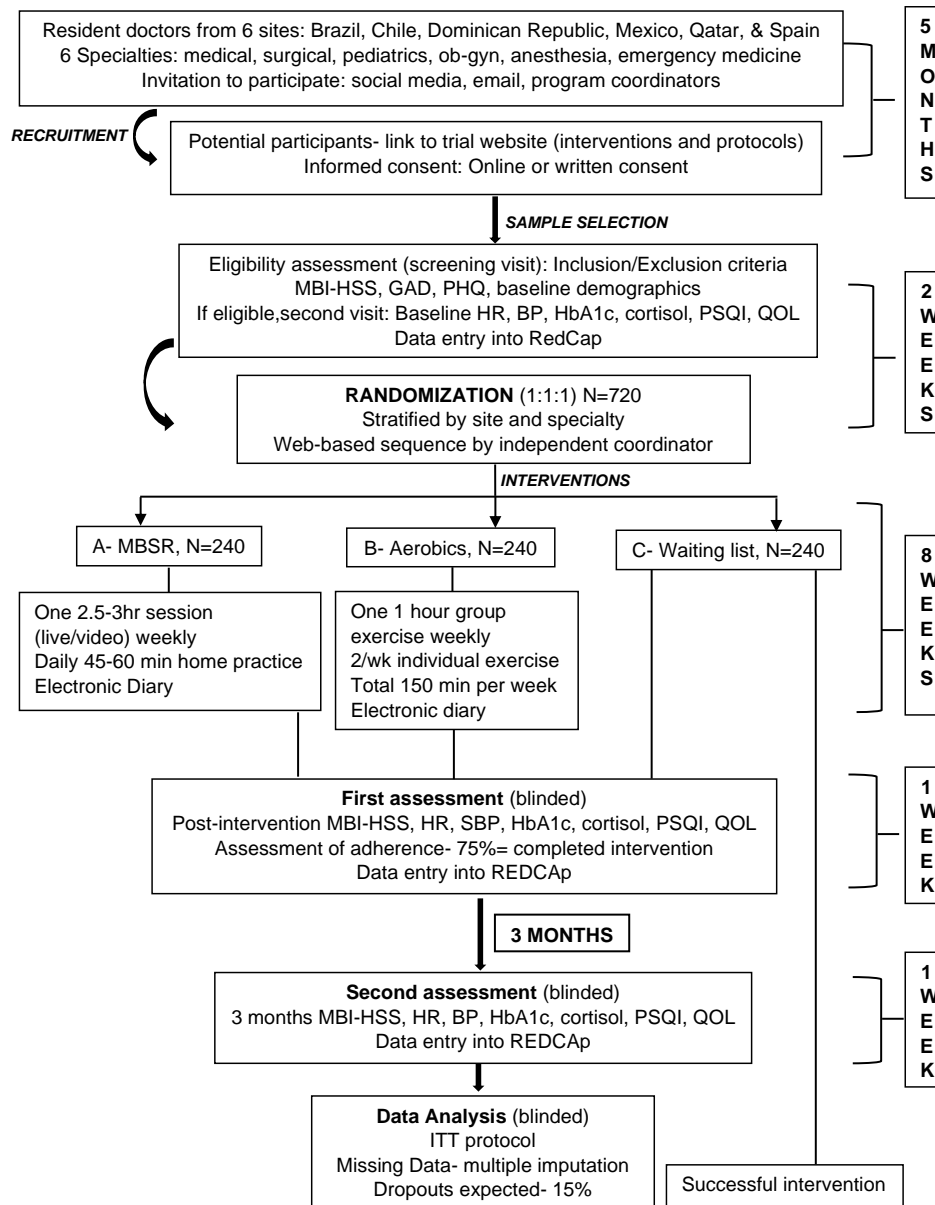 Resident doctors from 6 sites: Brazil, Chile, Dominican Republic, Mexico, Qatar, & Spain
6 Specialties: medical, surgical, pediatrics, ob-gyn, anesthesia, emergency medicine
Invitation to participate: social media, email, program coordinators
5
M
O
N
T
H
S
RECRUITMENT
Potential participants- link to trial website (interventions and protocols)
Informed consent: Online or written consent
SAMPLE SELECTION
Eligibility assessment (screening visit): Inclusion/Exclusion criteria
MBI-HSS, GAD, PHQ, baseline demographics
If eligible,second visit: Baseline HR, BP, HbA1c, cortisol, PSQI, QOL
Data entry into RedCap
2
W
E
E
K
S
RANDOMIZATION (1:1:1) N=720
Stratified by site and specialty
Web-based sequence by independent coordinator
INTERVENTIONS
A- MBSR, N=240
B- Aerobics, N=240
C- Waiting list, N=240
One 2.5-3hr session
(live/video) weekly
Daily 45-60 min home practice
Electronic Diary
One 1 hour group
exercise weekly
2/wk individual exercise
Total 150 min per week
Electronic diary
8
W
E
E
K
S
First assessment (blinded)
Post-intervention MBI-HSS, HR, SBP, HbA1c, cortisol, PSQI, QOL
Assessment of adherence- 75%= completed intervention
Data entry into REDCAp
1
W
E
E
K
3 MONTHS
Second assessment (blinded)
3 months MBI-HSS, HR, BP, HbA1c, cortisol, PSQI, QOL
Data entry into REDCAp
1
W
E
E
K
Data Analysis (blinded)
ITT protocol
Missing Data- multiple imputation
Dropouts expected- 15%
Successful intervention